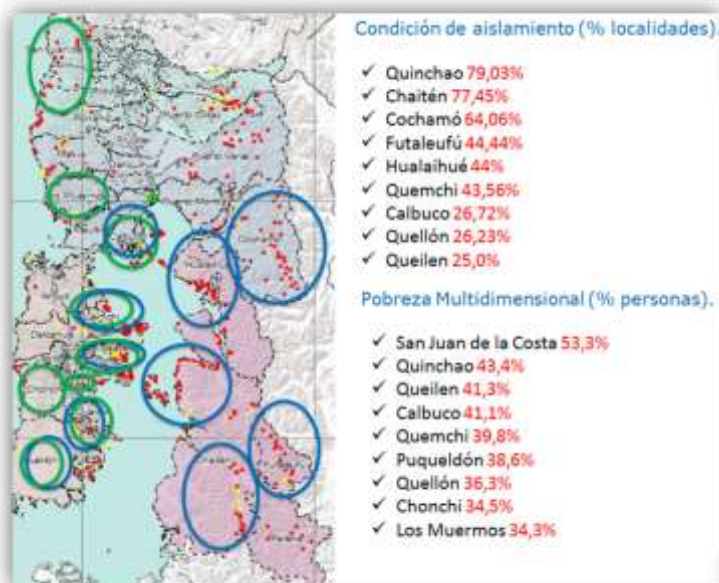 Condición de aislamiento (% localidades).
✓ Quinchao 79,03%
✓ Chaitén 77,45%
✓ Cochamó 64,06%
✓ Futaleufú 44,44%
✓ Hualaihué 44%
✓ Quemchi 43,56%
✓ Calbuco 26,72%
✓ Quellón 26,23%
✓ Queilen 25,0%
Pobreza Multidimensional (% personas).
✓ San Juan de la Costa 53,3%
✓ Quinchao 43,4%
✓ Queilen 41,3%
✓ Calbuco 41,1%
✓ Quemchi 39,8%
✓ Puqueldón 38,6%
✓ Quellón 36,3%
✓ Chonchi 34,5%
✓ Los Muermos 34,3%